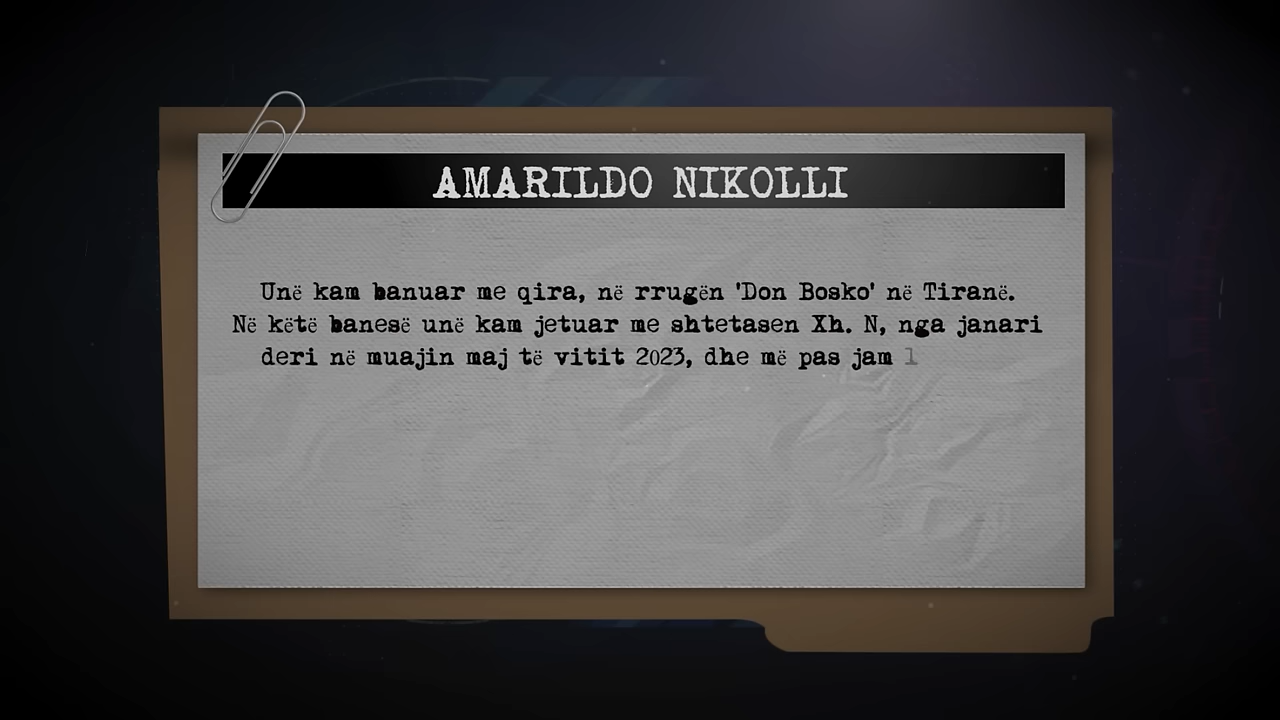 AMARILDO NIKOLLI
Unë kam banuar me qira, në rrugën 'Don Bosko' në Tiranë.
Në këtë banesë unë kam jetuar me shtetasen Xh. N, nga janari
deri në muajin maj të vitit 2023, dhe më pas jam l